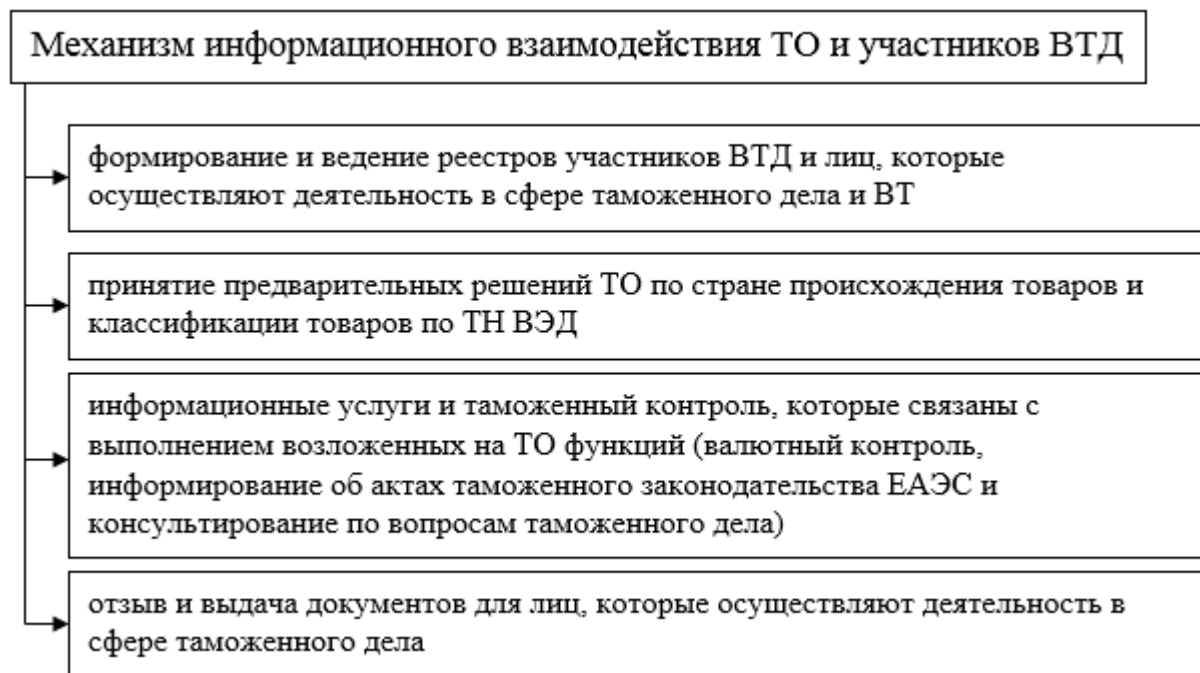 Механизм информационного взаимодействия ТО и участников ВТД
формирование и ведение реестров участников ВТД и лиц, которые
осуществляют деятельность в сфере таможенного дела и ВТ
принятие предварительных решений ТО по стране происхождения товаров и
классификации товаров по ТН ВЭД
информационные услуги и таможенный контроль, которые связаны с
выполнением возложенных на ТО функций (валютный контроль,
информирование об актах таможенного законодательства ЕАЭС и
консультирование по вопросам таможенного дела)
отзыв и выдача документов для лиц, которые осуществляют деятельность в
сфере таможенного дела